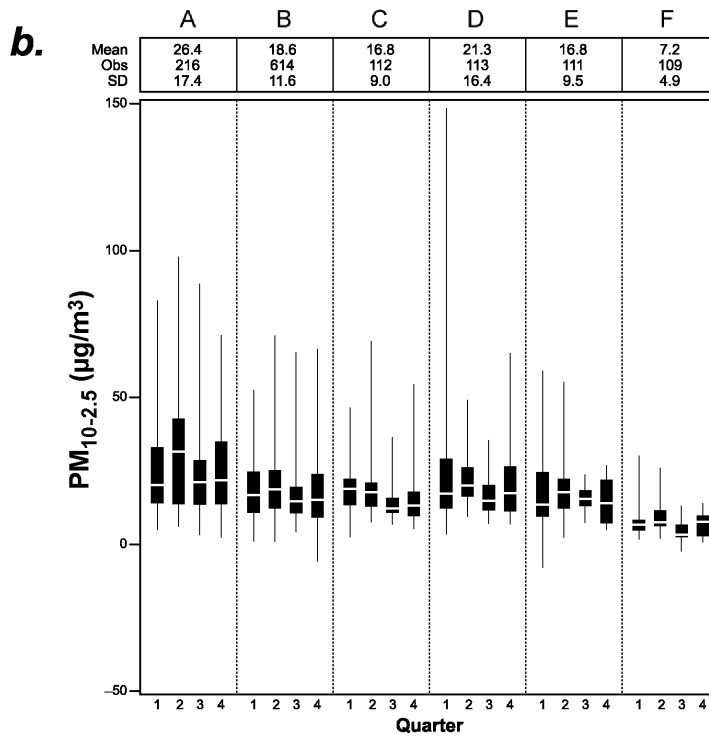 b.
A B C D E F
Mean 26.4 18.6 16.8 21.3 16.8 7.2
Obs 216 614 112 113 111 109
SD 17.4 11.6 9.0 16.4 9.5 4.9
150
100
50
0
–50
PM10-2.5 (µg/m3)
1 2 3 4 1 2 3 4 1 2 3 4 1 2 3 4 1 2 3 4 1 2 3 4
Quarter